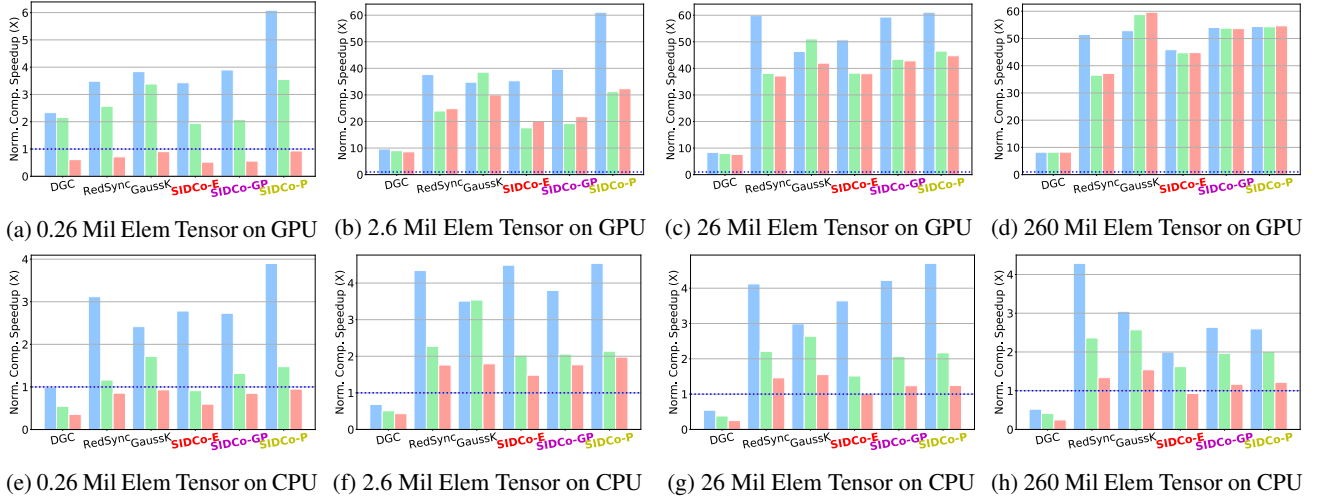 Norm. Comp. Speedup (X)
6
5
4
3
2
1
0
DGC RedSync GaussK SIDCo-E SIDCo-GP SIDCo-P
(a) 0.26 Mil Elem Tensor on GPU
Norm. Comp. Speedup (X)
60
50
40
30
20
10
0
DGC RedSync GaussK SIDCo-E SIDCo-GP SIDCo-P
(b) 2.6 Mil Elem Tensor on GPU
Norm. Comp. Speedup (X)
60
50
40
30
20
10
0
DGC RedSync GaussK SIDCo-E SIDCo-GP SIDCo-P
(c) 26 Mil Elem Tensor on GPU
Norm. Comp. Speedup (X)
60
50
40
30
20
10
0
DGC RedSync GaussK SIDCo-E SIDCo-GP SIDCo-P
(d) 260 Mil Elem Tensor on GPU
Norm. Comp. Speedup (X)
4
3
2
1
0
DGC RedSync GaussK SIDCo-E SIDCo-GP SIDCo-P
(e) 0.26 Mil Elem Tensor on CPU
Norm. Comp. Speedup (X)
4
3
2
1
0
DGC RedSync GaussK SIDCo-E SIDCo-GP SIDCo-P
(f) 2.6 Mil Elem Tensor on CPU
Norm. Comp. Speedup (X)
4
3
2
1
0
DGC RedSync GaussK SIDCo-E SIDCo-GP SIDCo-P
(g) 26 Mil Elem Tensor on CPU
Norm. Comp. Speedup (X)
4
3
2
1
0
DGC RedSync GaussK SIDCo-E SIDCo-GP SIDCo-P
(h) 260 Mil Elem Tensor on CPU